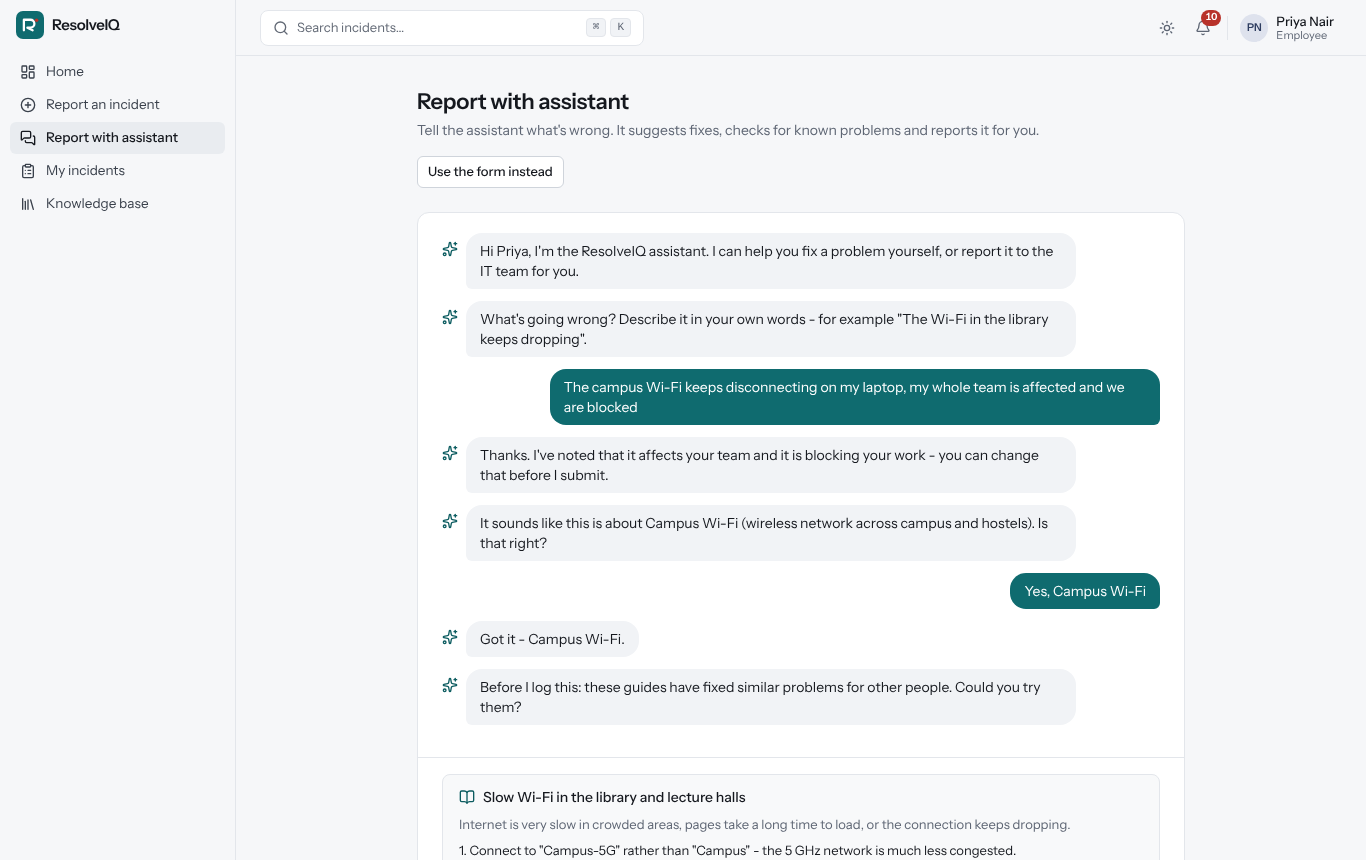 ResolveIQ
Search incidents...
⌘ K
10
PN
Priya Nair
Employee
Home
Report an incident
Report with assistant
My incidents
Knowledge base
Report with assistant
Tell the assistant what's wrong. It suggests fixes, checks for known problems and reports it for you.
Use the form instead
Hi Priya, I'm the ResolveIQ assistant. I can help you fix a problem yourself, or report it to the
IT team for you.
What's going wrong? Describe it in your own words - for example "The Wi-Fi in the library
keeps dropping".
The campus Wi-Fi keeps disconnecting on my laptop, my whole team is affected and we
are blocked
Thanks. I've noted that it affects your team and it is blocking your work - you can change
that before I submit.
It sounds like this is about Campus Wi-Fi (wireless network across campus and hostels). Is
that right?
Yes, Campus Wi-Fi
Got it - Campus Wi-Fi.
Before I log this: these guides have fixed similar problems for other people. Could you try
them?
Slow Wi-Fi in the library and lecture halls
Internet is very slow in crowded areas, pages take a long time to load, or the connection keeps dropping.
1. Connect to "Campus-5G" rather than "Campus" - the 5 GHz network is much less congested.